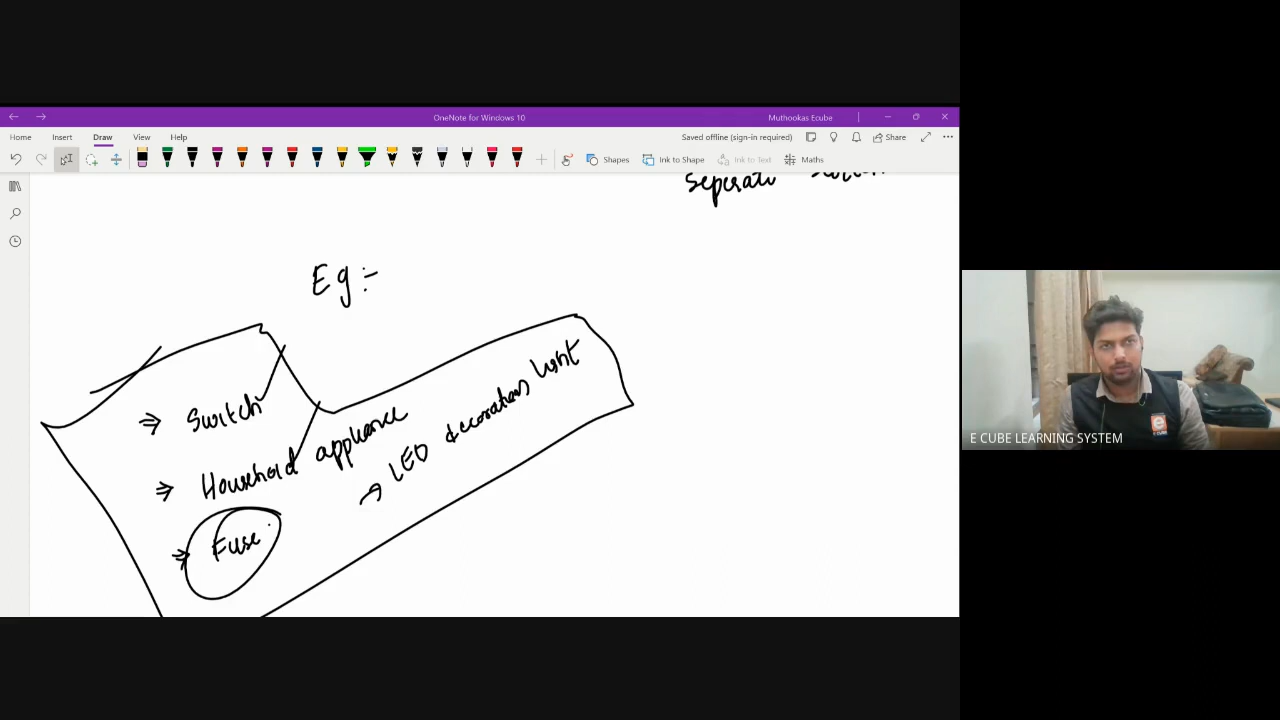 OneNote for Windows 10
Muthookas Ecube
Home Insert Draw View Help
Saved offline (sign-in required)
Share
Shapes
Ink to Shape
Ink to Text
Maths
Seperate
Eg :-
⇒ Switch
⇒ Household appliance
→ LED decorations light
⇒ Fuse
E CUBE LEARNING SYSTEM